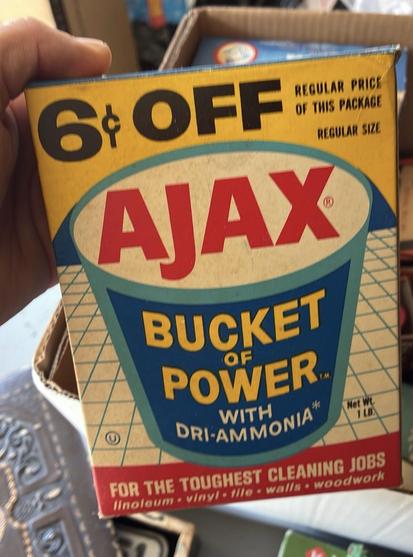 6¢ OFF
REGULAR PRICE
OF THIS PACKAGE
REGULAR SIZE
AJAX®
BUCKET
OF
POWER T.M.
WITH
DRI-AMMONIA*
Net Wt.
1 LB.
U
FOR THE TOUGHEST CLEANING JOBS
linoleum • vinyl • tile • walls • woodwork